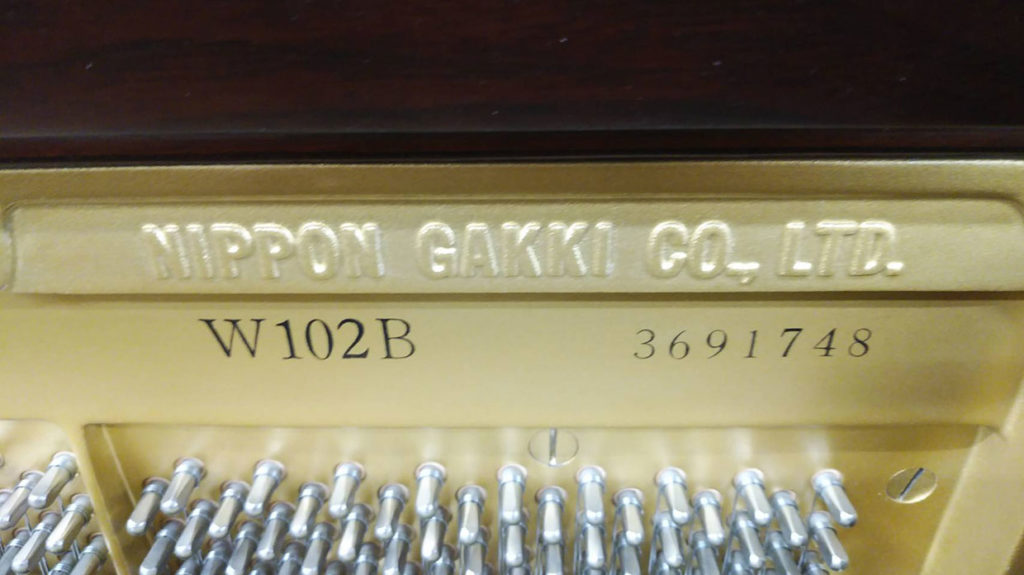 NIPPON GAKKI CO., LTD.
W102B 3691748